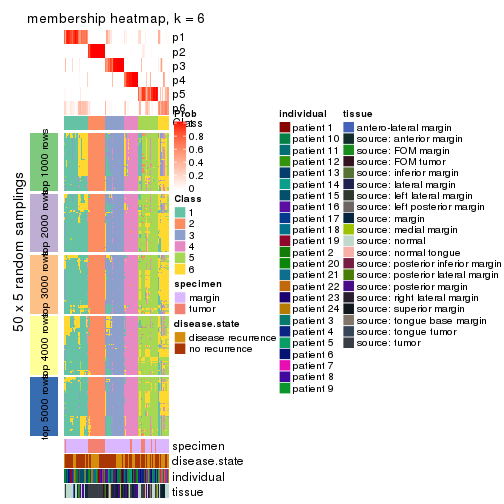 membership heatmap, k = 6
p1
p2
p3
p4
p5
p6
Class
50 x 5 random samplings
top 1000 rows
top 2000 rows
top 3000 rows
top 4000 rows
top 5000 rows
specimen
disease.state
individual
tissue
Prob
1
0.8
0.6
0.4
0.2
0
Class
1
2
3
4
5
6
specimen
margin
tumor
disease.state
disease recurrence
no recurrence
individual
patient 1
patient 10
patient 11
patient 12
patient 13
patient 14
patient 15
patient 16
patient 17
patient 18
patient 19
patient 2
patient 20
patient 21
patient 22
patient 23
patient 24
patient 3
patient 4
patient 5
patient 6
patient 7
patient 8
patient 9
tissue
antero-lateral margin
source: anterior margin
source: FOM margin
source: FOM tumor
source: inferior margin
source: lateral margin
source: left lateral margin
source: left posterior margin
source: margin
source: medial margin
source: normal
source: normal tongue
source: posterior inferior margin
source: posterior lateral margin
source: posterior margin
source: right lateral margin
source: superior margin
source: tongue base margin
source: tongue tumor
source: tumor